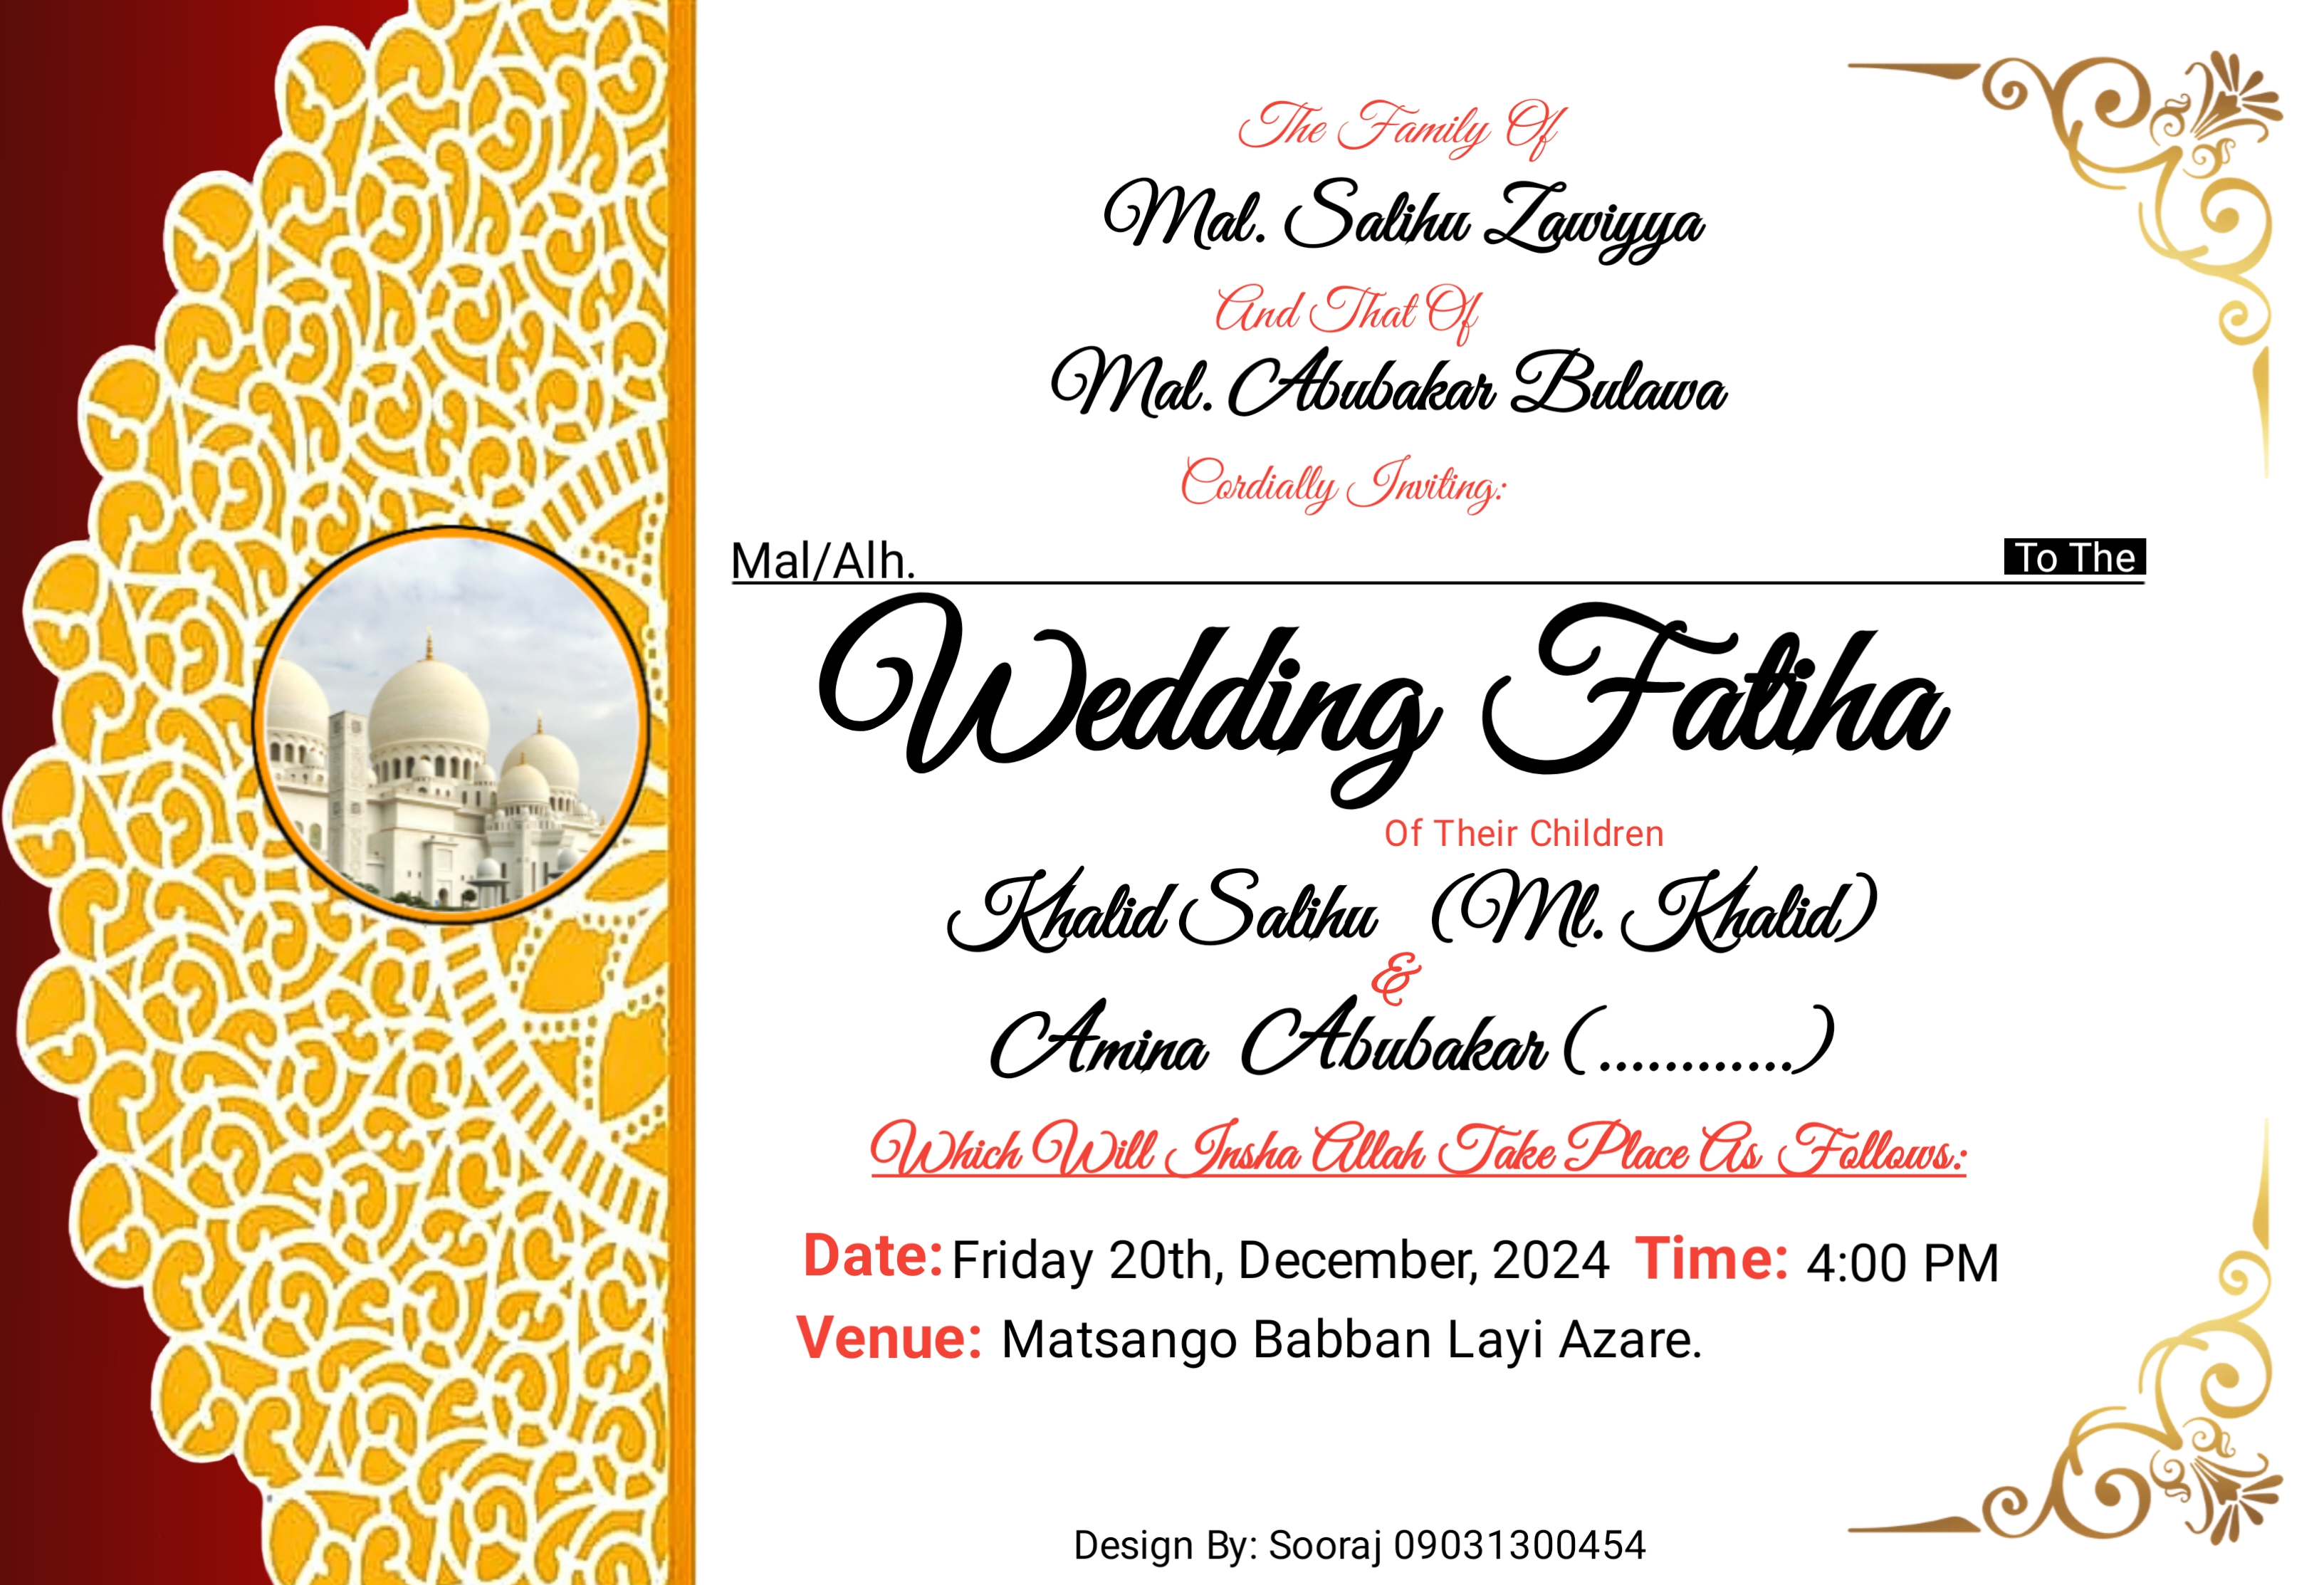 The Family Of
Mal. Salihu Zawiyya
And That Of
Mal. Abubakar Bulawa
Cordially Inviting:
Mal/Alh. To The
Wedding Fatiha
Of Their Children
Khalid Salihu (Ml. Khalid)
&
Amina Abubakar (............)
Which Will Insha Allah Take Place As Follows:
Date: Friday 20th, December, 2024 Time: 4:00 PM
Venue: Matsango Babban Layi Azare.
Design By: Sooraj 09031300454